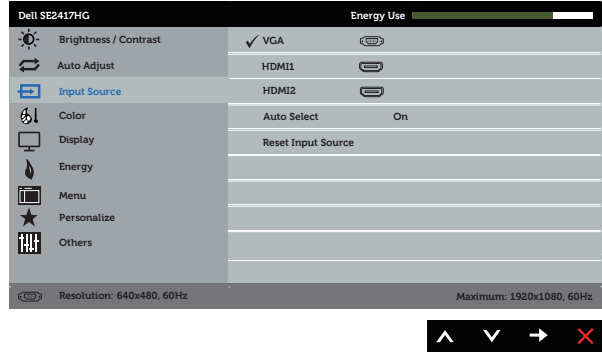 Dell SE2417HG Energy Use
Brightness / Contrast
Auto Adjust
Input Source
Color
Display
Energy
Menu
Personalize
Others
VGA
HDMI1
HDMI2
Auto Select On
Reset Input Source
Resolution: 640x480, 60Hz Maximum: 1920x1080, 60Hz